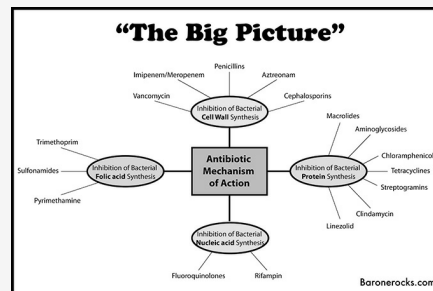 “The Big Picture”
Penicillins
Imipenem/Meropenem
Aztreonam
Vancomycin
Cephalosporins
Inhibition of Bacterial
Cell Wall Synthesis
Macrolides
Aminoglycosides
Trimethoprim
Chloramphenicol
Sulfonamides
Inhibition of Bacterial
Folic acid Synthesis
Antibiotic
Mechanism
of Action
Inhibition of Bacterial
Protein Synthesis
Tetracyclines
Streptogramins
Pyrimethamine
Clindamycin
Linezolid
Inhibition of Bacterial
Nucleic acid Synthesis
Fluoroquinolones
Rifampin
Baronerocks.com